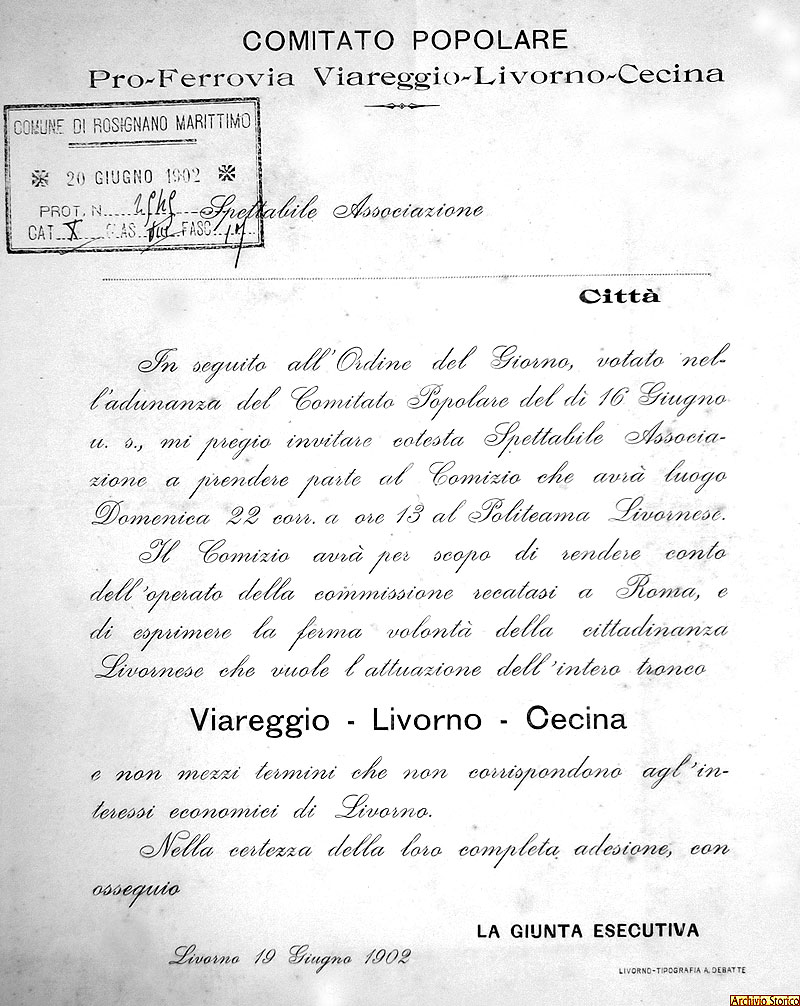 COMITATO POPOLARE
Pro-Ferrovia Viareggio-Livorno-Cecina
COMUNE DI ROSIGNANO MARITTIMO
20 GIUGNO 1902
PROT. N.
CAT. X CLAS. FASC.
Spettabile Associazione
Città
In seguito all'Ordine del Giorno, votato nel-
l'adunanza del Comitato Popolare del dì 16 Giugno
u. s., mi pregio invitare cotesta Spettabile Associa-
zione a prendere parte al Comizio che avrà luogo
Domenica 22 corr. a ore 13 al Politeama Livornese.
Il Comizio avrà per scopo di rendere conto
dell'operato della commissione recatasi a Roma, e
di esprimere la ferma volontà della cittadinanza
Livornese che vuole l'attuazione dell'intero tronco
Viareggio - Livorno - Cecina
e non mezzi termini che non corrispondono agl'in-
teressi economici di Livorno.
Nella certezza della loro completa adesione, con
ossequio
LA GIUNTA ESECUTIVA
Livorno 19 Giugno 1902
LIVORNO-TIPOGRAFIA A. DEBATTE
Archivio Storico